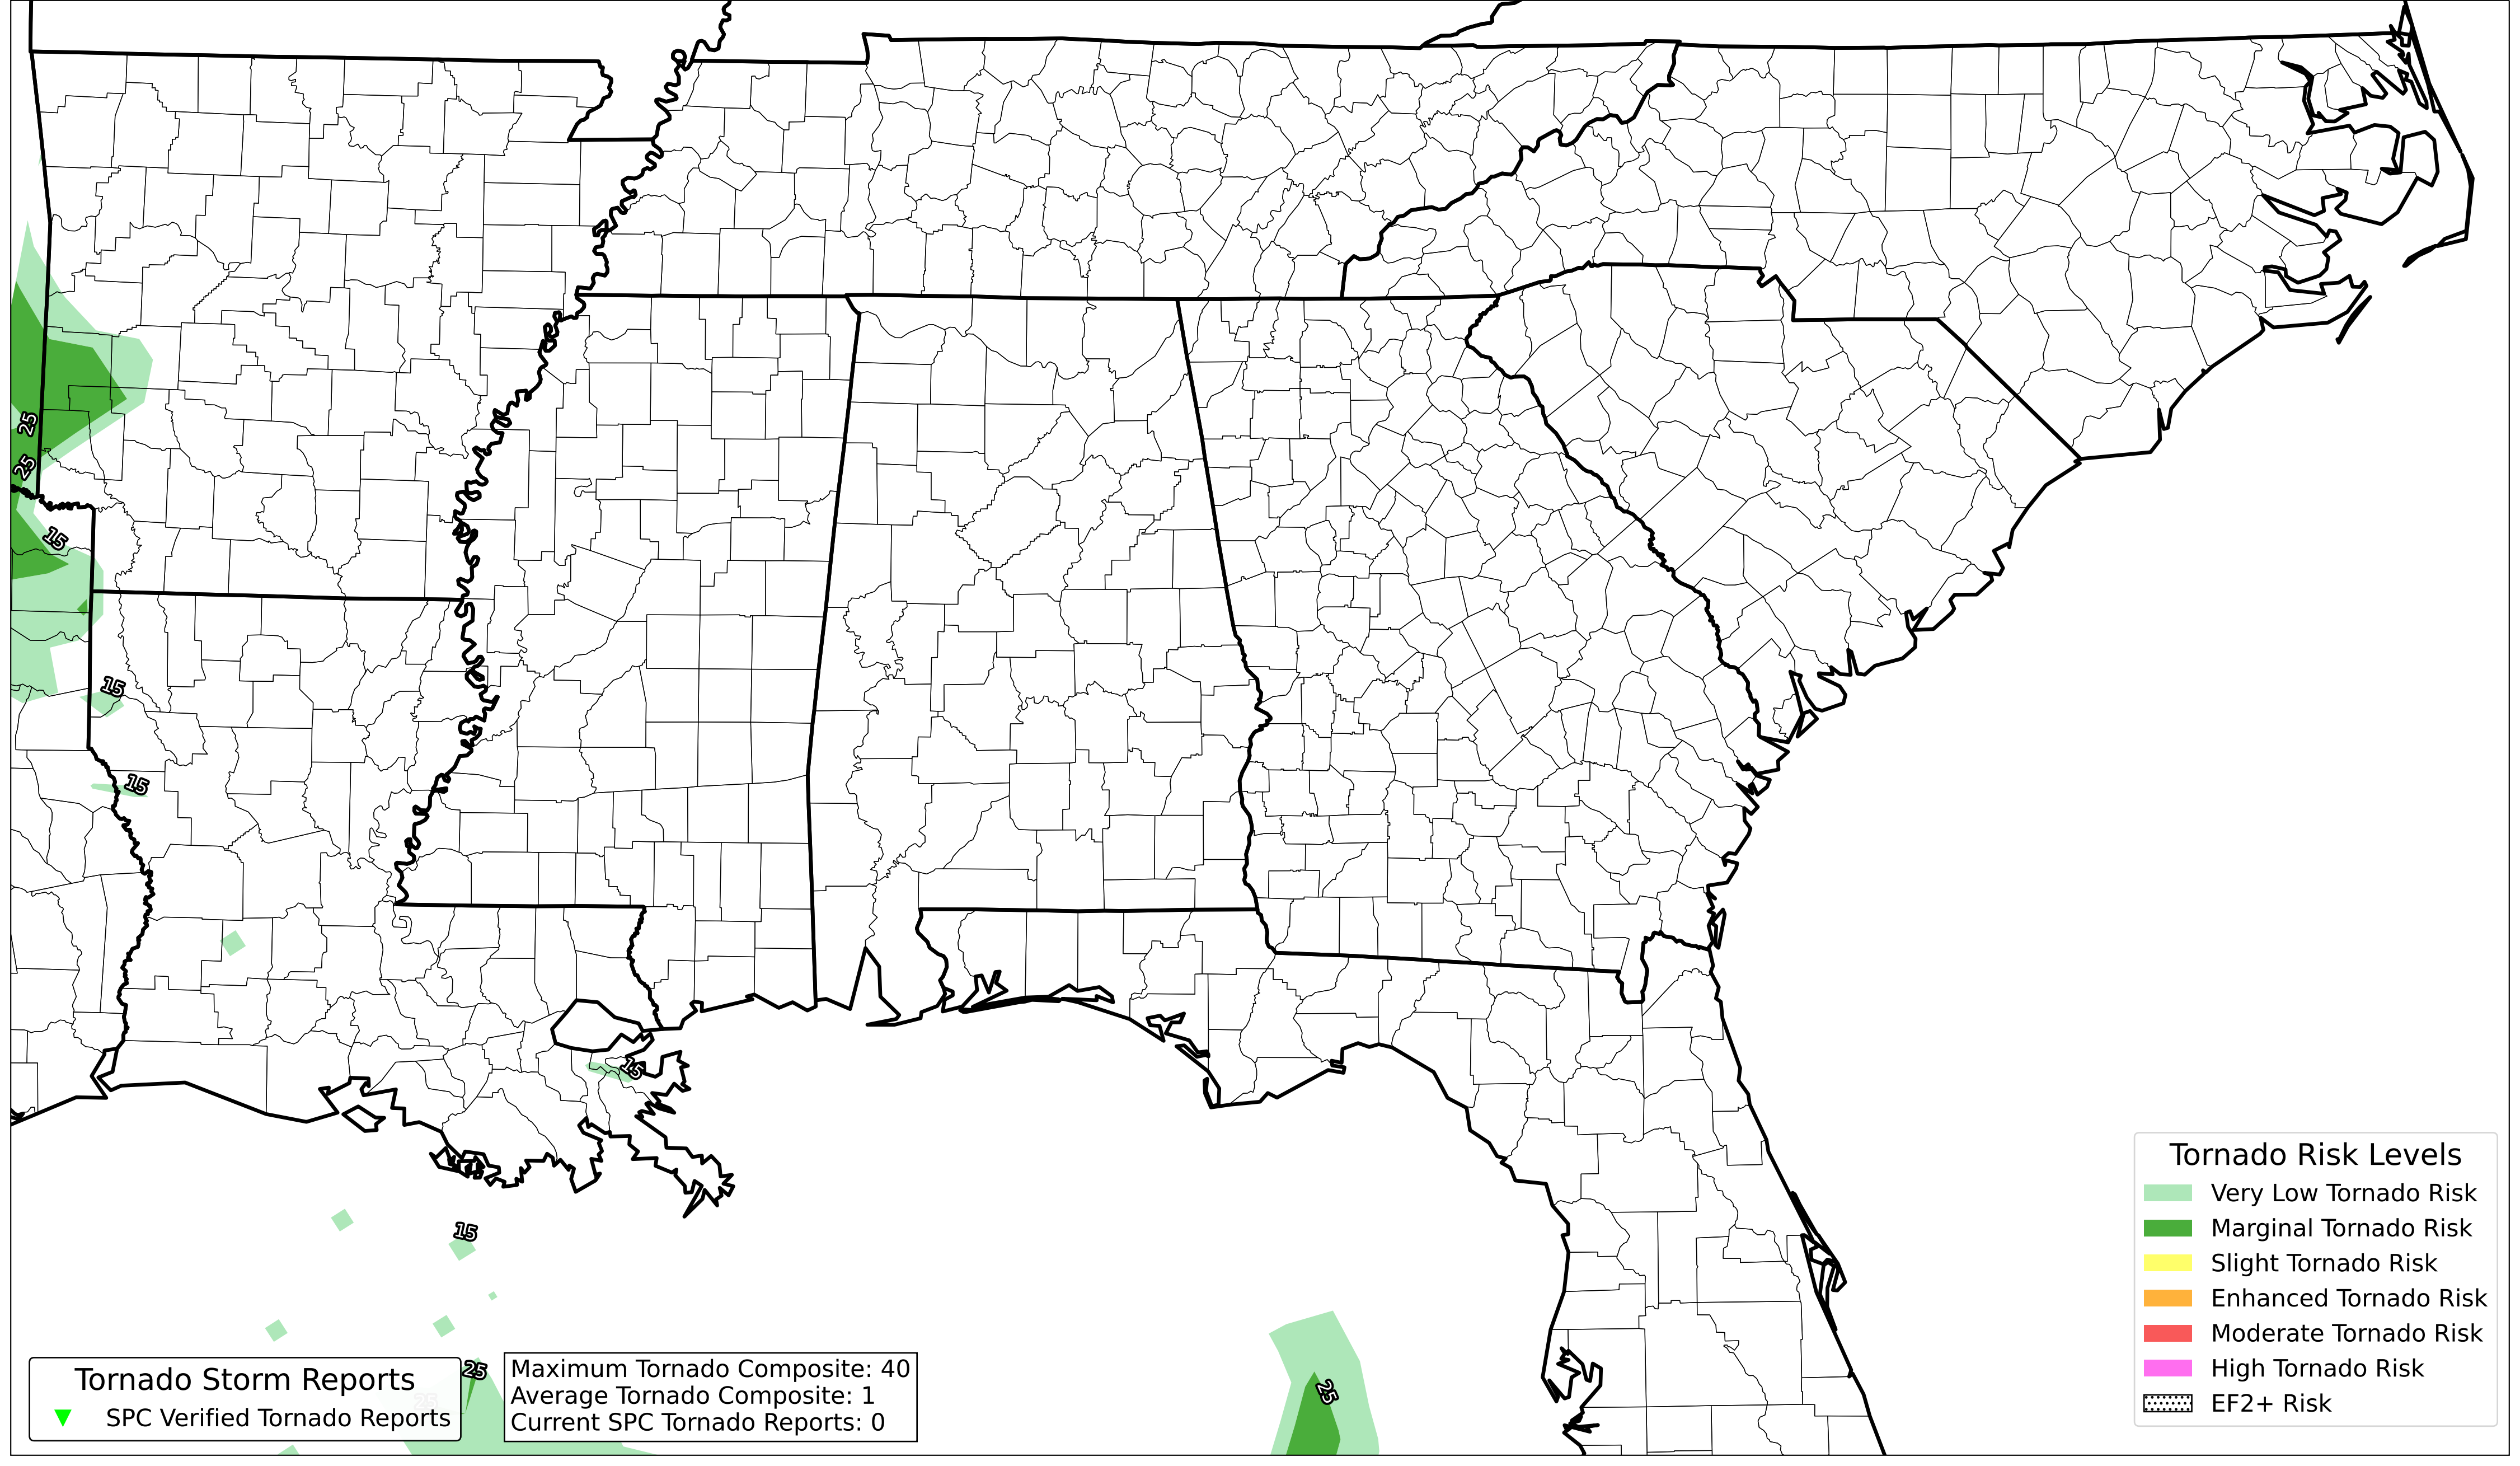 25
25
15
15
15
15
15
25
25
Tornado Storm Reports
SPC Verified Tornado Reports
Maximum Tornado Composite: 40
Average Tornado Composite: 1
Current SPC Tornado Reports: 0
Tornado Risk Levels
Very Low Tornado Risk
Marginal Tornado Risk
Slight Tornado Risk
Enhanced Tornado Risk
Moderate Tornado Risk
High Tornado Risk
EF2+ Risk